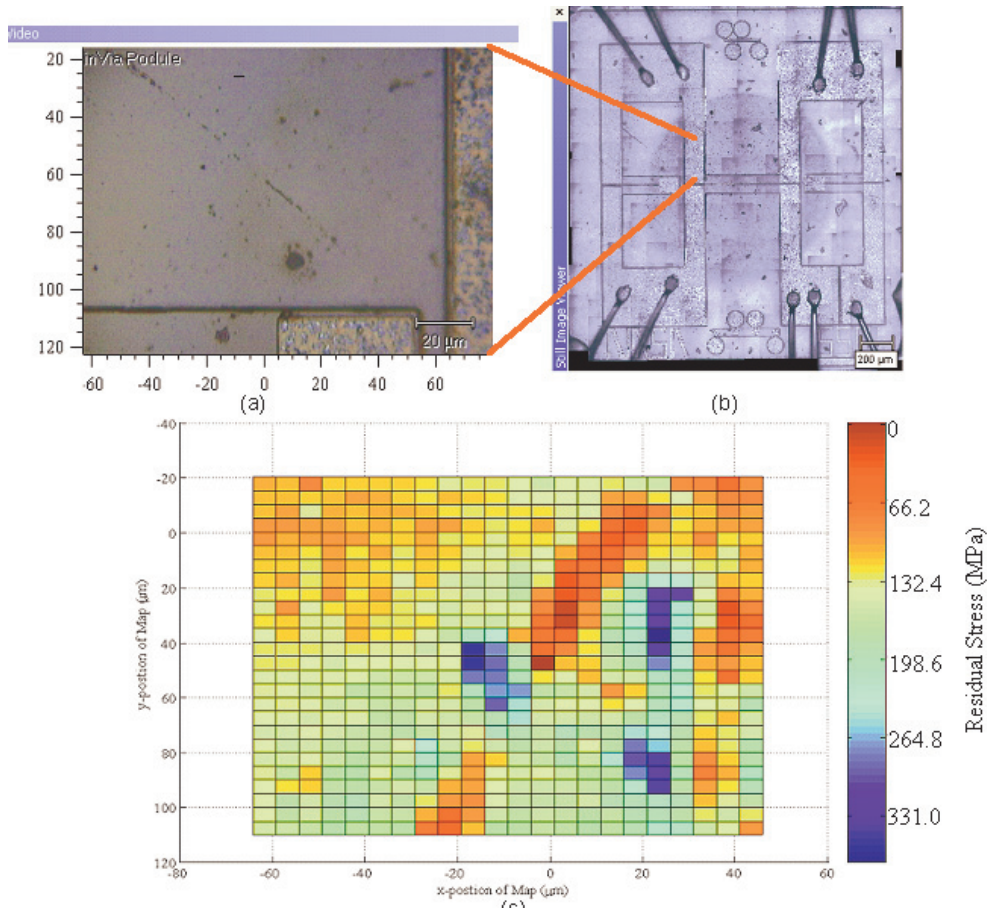 Video
inVia Podule
20
40
60
80
100
120
-60 -40 -20 0 20 40 60
20 µm
(a)
×
Still Image Viewer
200 µm
(b)
-40
-20
0
20
40
60
80
100
120
-80 -60 -40 -20 0 20 40 60
y-postion of Map (µm)
x-postion of Map (µm)
0
66.2
132.4
198.6
264.8
331.0
Residual Stress (MPa)